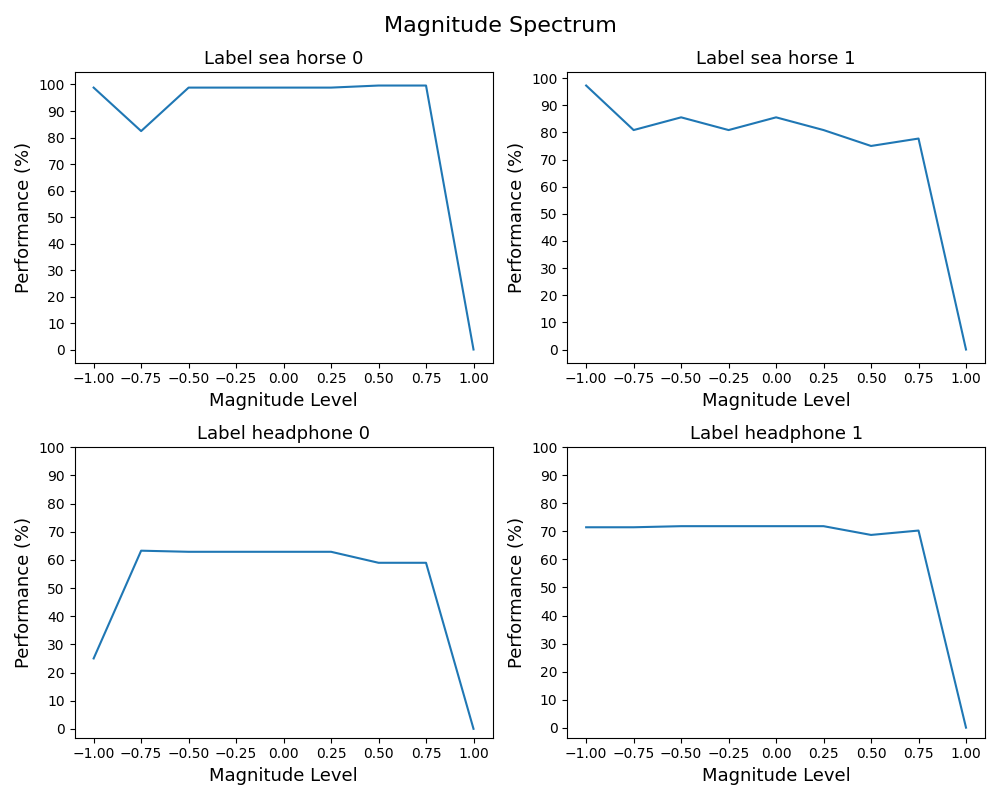 Magnitude Spectrum
Label sea horse 0
Performance (%)
100
90
80
70
60
50
40
30
20
10
0
−1.00 −0.75 −0.50 −0.25 0.00 0.25 0.50 0.75 1.00
Magnitude Level
Label sea horse 1
Performance (%)
100
90
80
70
60
50
40
30
20
10
0
−1.00 −0.75 −0.50 −0.25 0.00 0.25 0.50 0.75 1.00
Magnitude Level
Label headphone 0
Performance (%)
100
90
80
70
60
50
40
30
20
10
0
−1.00 −0.75 −0.50 −0.25 0.00 0.25 0.50 0.75 1.00
Magnitude Level
Label headphone 1
Performance (%)
100
90
80
70
60
50
40
30
20
10
0
−1.00 −0.75 −0.50 −0.25 0.00 0.25 0.50 0.75 1.00
Magnitude Level